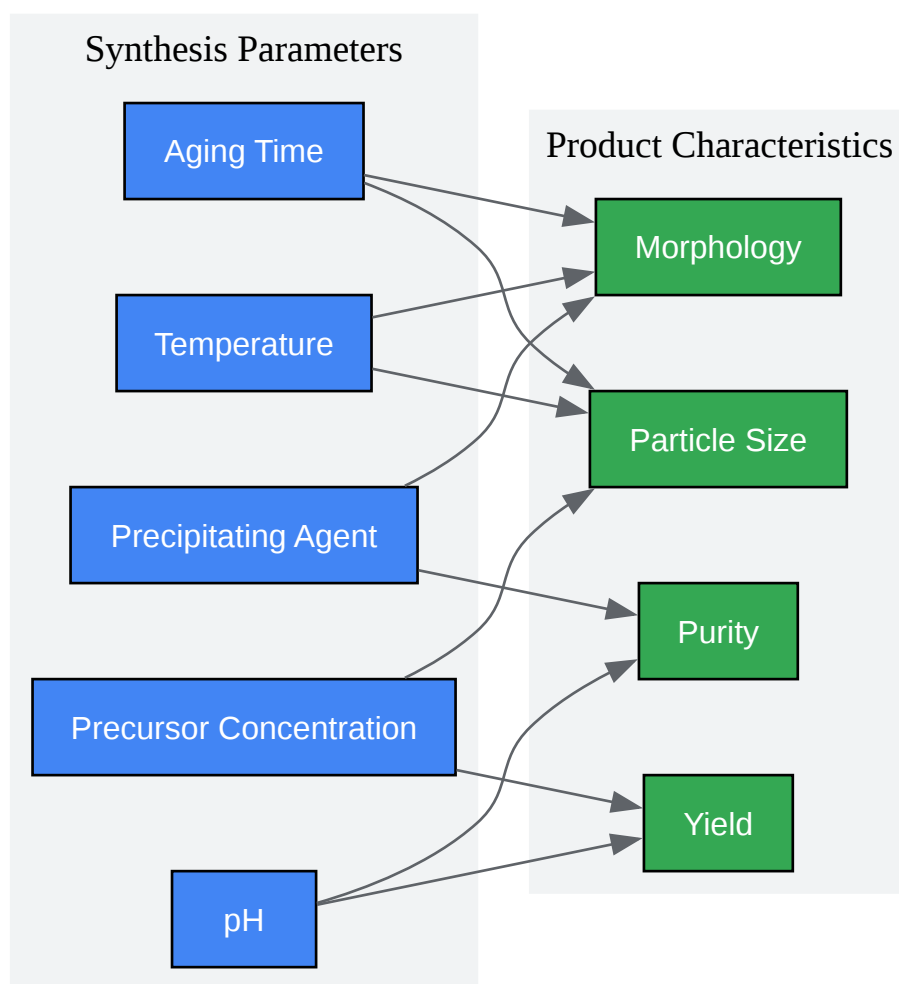 Synthesis Parameters
Aging Time
Temperature
Precipitating Agent
Precursor Concentration
pH
Product Characteristics
Morphology
Particle Size
Purity
Yield